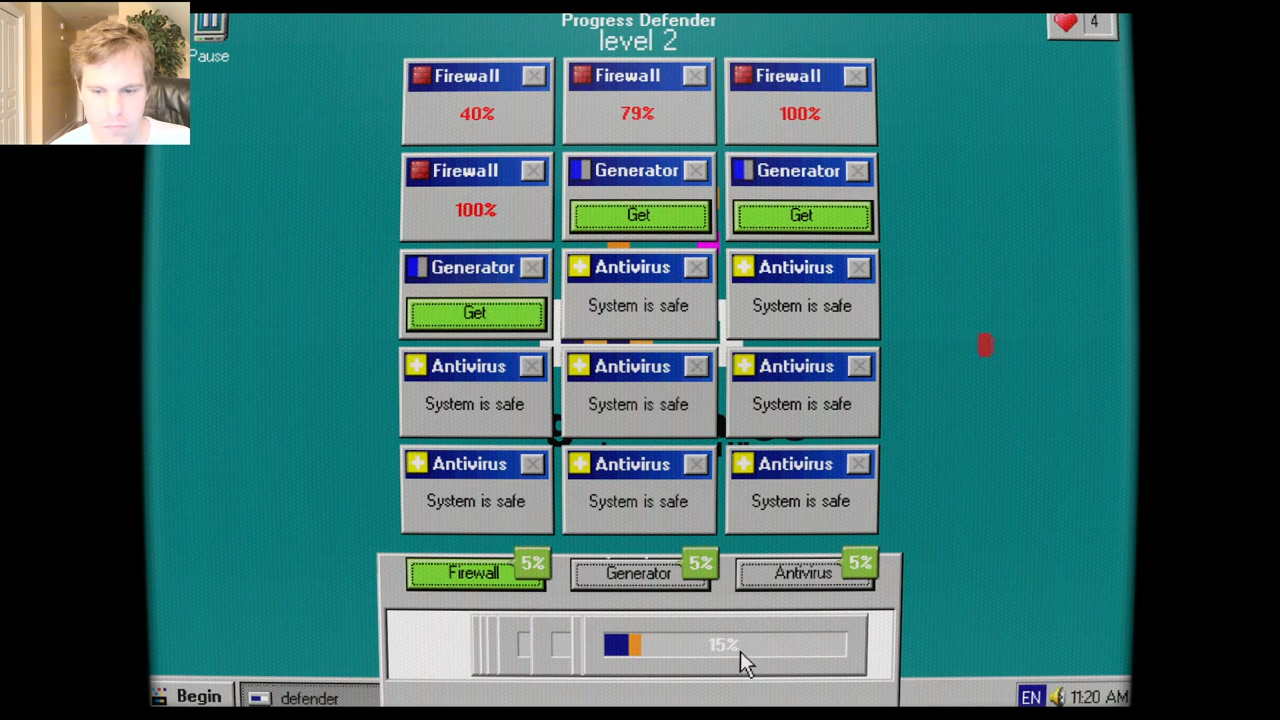 Progress Defender
level 2
4
Pause
Firewall
40%
Firewall
79%
Firewall
100%
Firewall
100%
Generator
Get
Generator
Get
Generator
Get
Antivirus
System is safe
Antivirus
System is safe
Antivirus
System is safe
Antivirus
System is safe
Antivirus
System is safe
Antivirus
System is safe
Antivirus
System is safe
Antivirus
System is safe
Firewall
5%
Generator
5%
Antivirus
5%
15%
Begin
defender
EN
11:20 AM